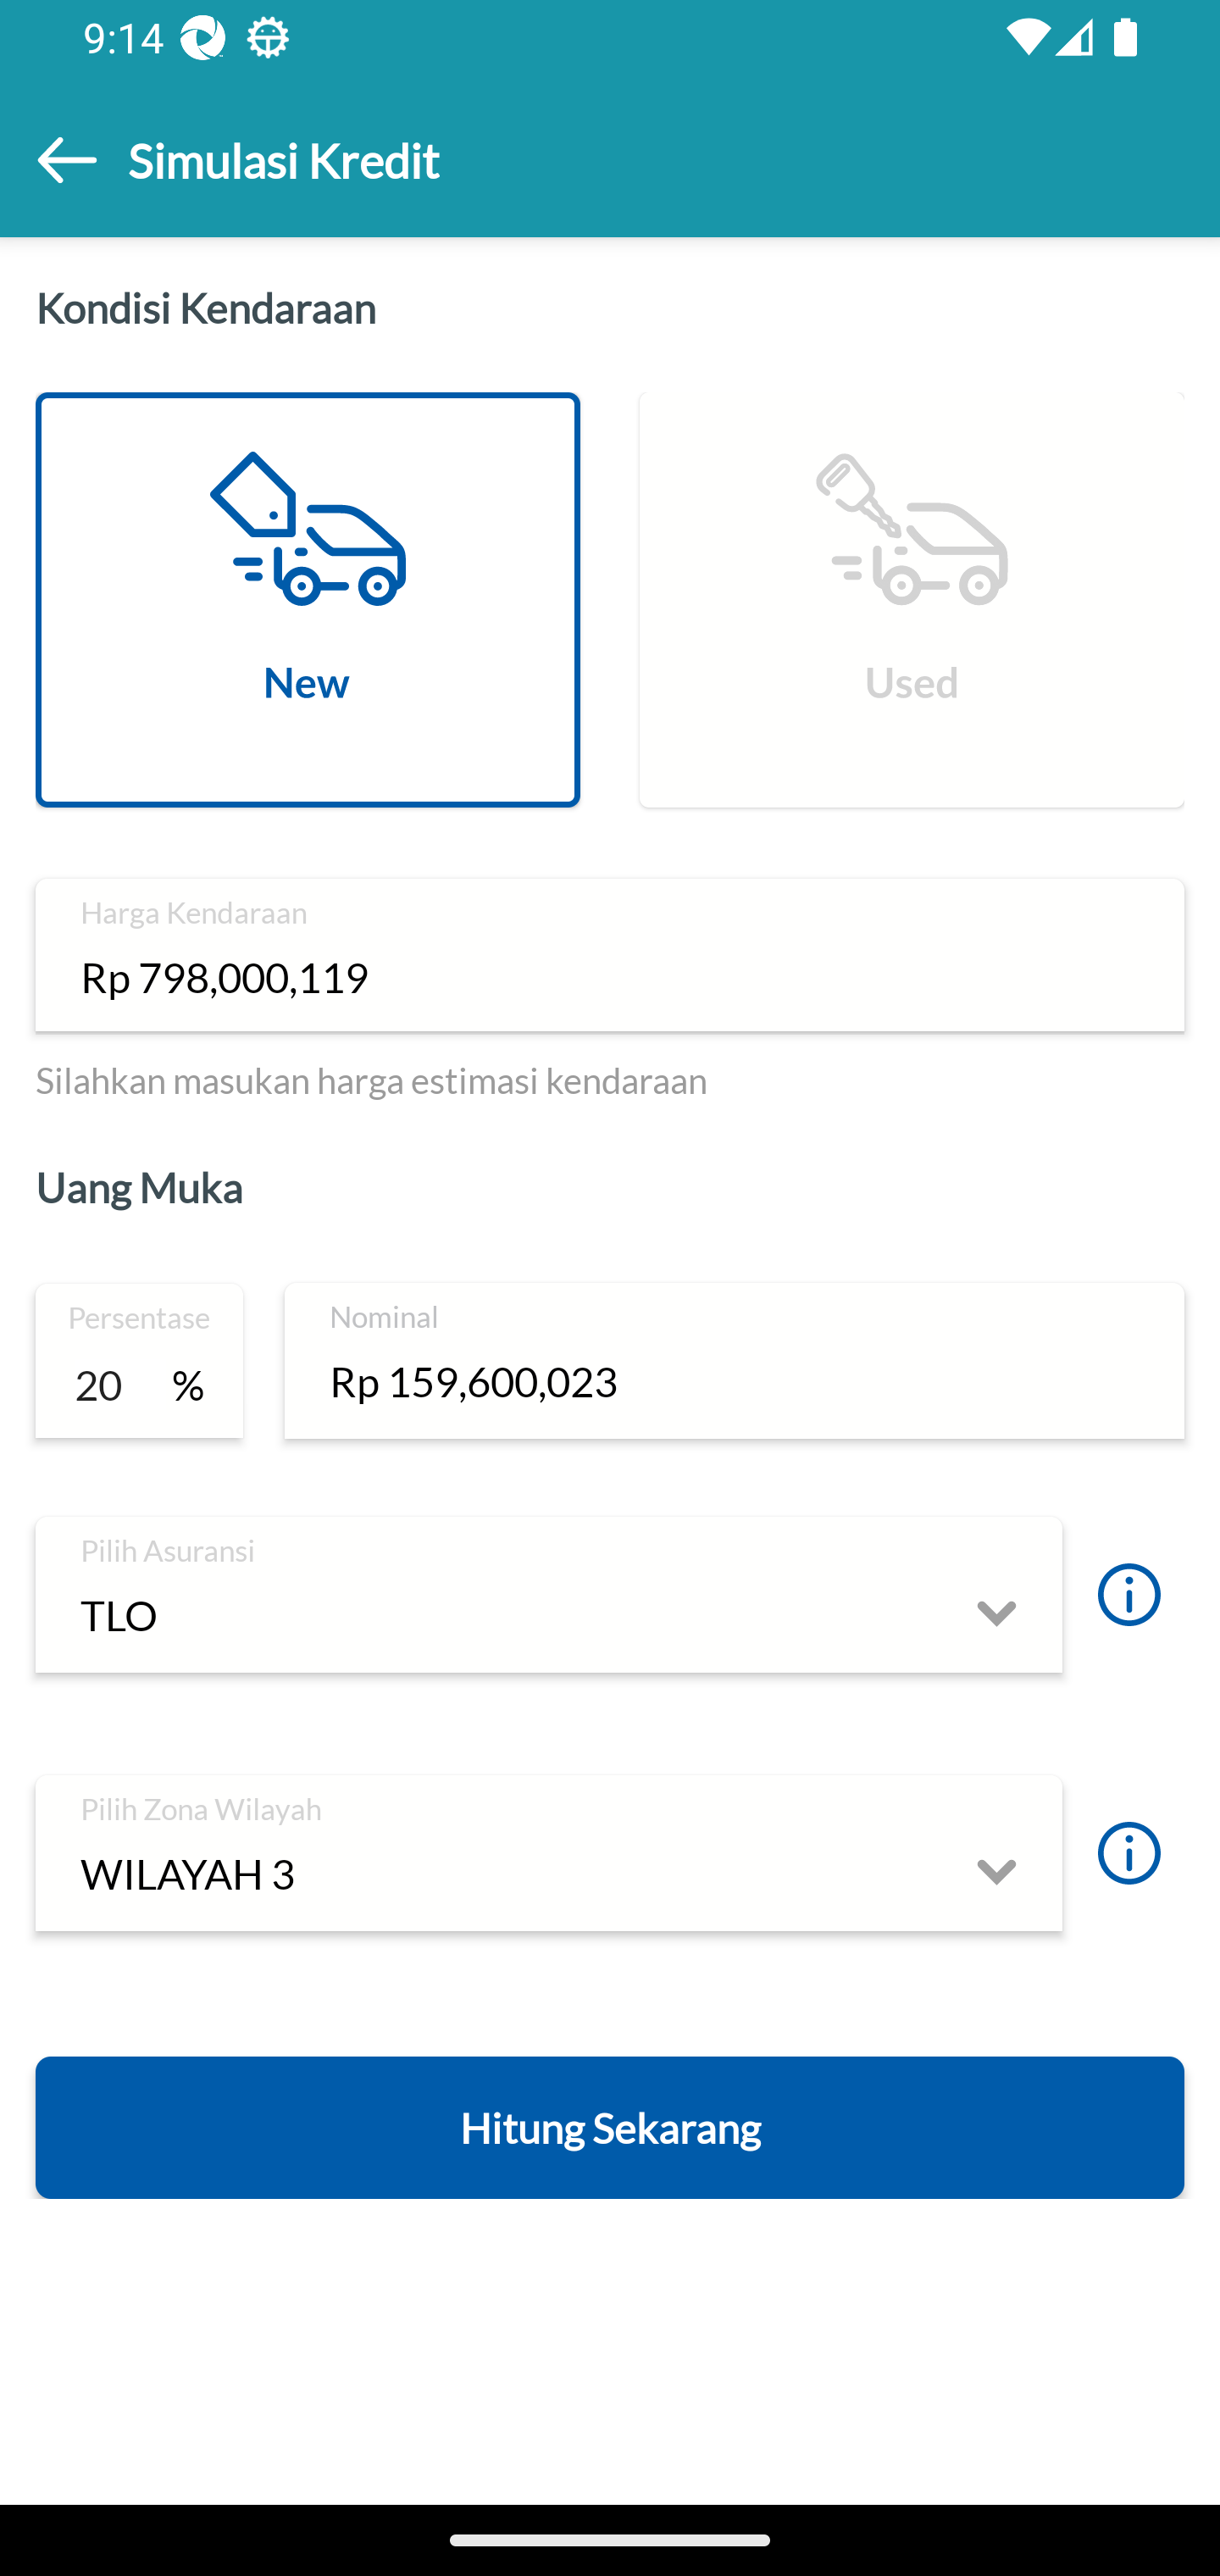 9:14
Simulasi Kredit
Kondisi Kendaraan
New
Used
Harga Kendaraan
Rp 798,000,119
Silahkan masukan harga estimasi kendaraan
Uang Muka
Persentase
20 %
Nominal
Rp 159,600,023
Pilih Asuransi
TLO
Pilih Zona Wilayah
WILAYAH 3
Hitung Sekarang